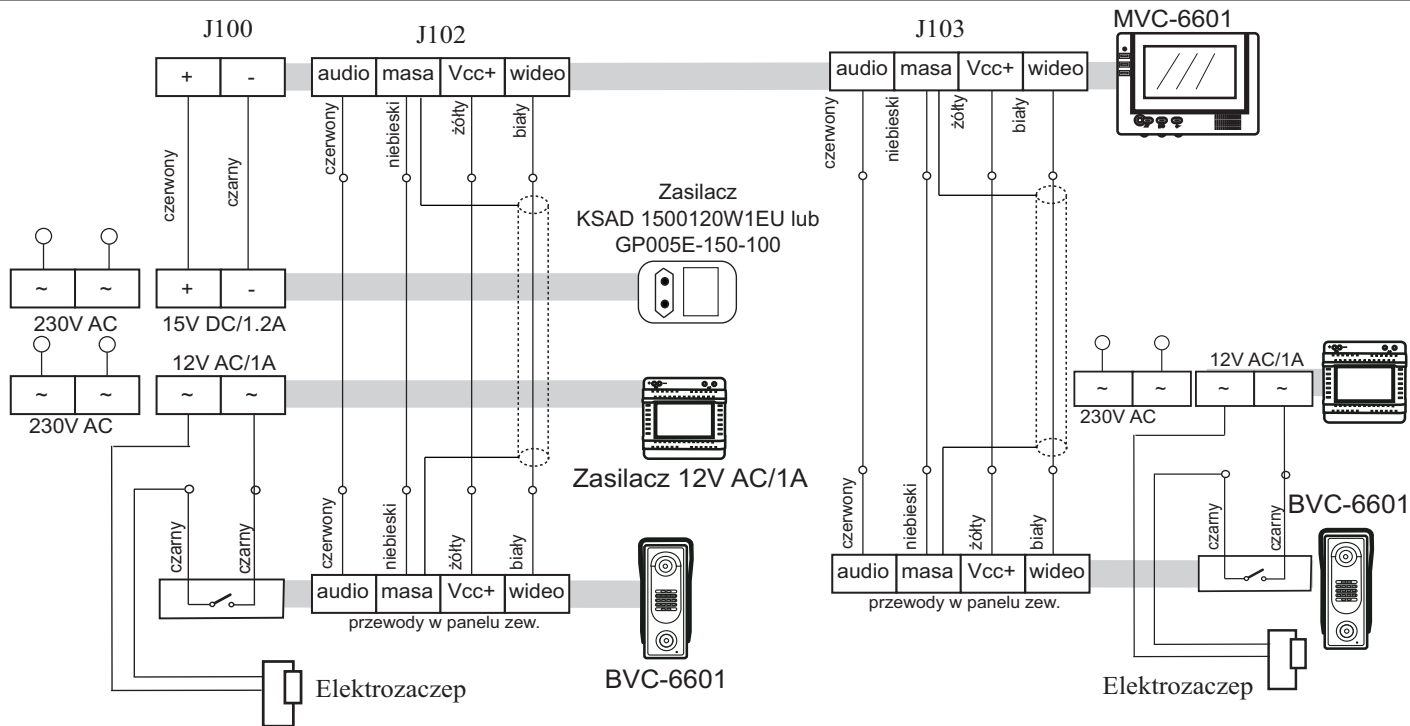 J100
J102
J103
MVC-6601
+ -
audio masa Vcc+ wideo
audio masa Vcc+ wideo
czerwony
czarny
czerwony
niebieski
żółty
biały
czerwony
niebieski
żółty
biały
Zasilacz
KSAD 1500120W1EU lub
GP005E-150-100
~ ~
+ -
230V AC
15V DC/1.2A
12V AC/1A
~ ~
~ ~
230V AC
Zasilacz 12V AC/1A
12V AC/1A
~ ~
~ ~
230V AC
czarny
czarny
czerwony
niebieski
żółty
biały
czerwony
niebieski
żółty
biały
czarny
czarny
BVC-6601
audio masa Vcc+ wideo
przewody w panelu zew.
audio masa Vcc+ wideo
przewody w panelu zew.
BVC-6601
Elektrozaczep
Elektrozaczep